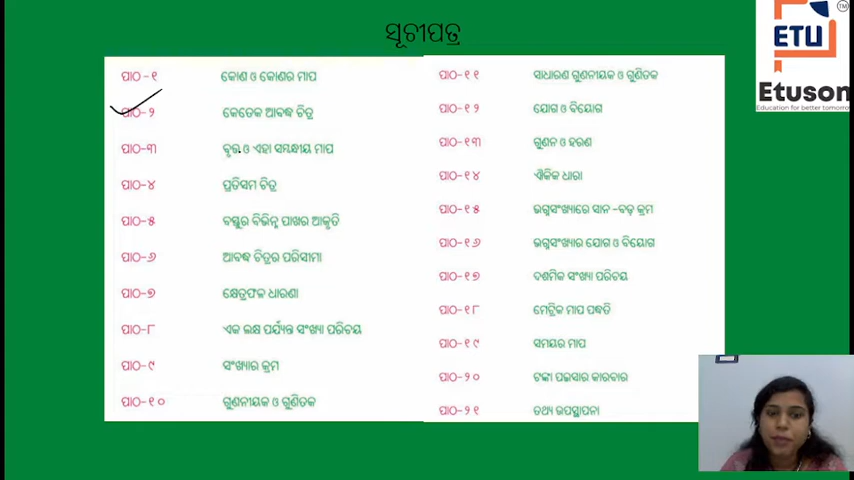 ସୂଚୀପତ୍ର
ପାଠ -୧ କୋଣ ଓ କୋଣର ମାପ
ପାଠ-୨ କେତେକ ଆବଦ୍ଧ ଚିତ୍ର
ପାଠ-୩ ବୃତ୍ତ ଓ ଏହା ସମ୍ବନ୍ଧୀୟ ମାପ
ପାଠ-୪ ପ୍ରତିସମ ଚିତ୍ର
ପାଠ-୫ ବସ୍ତୁର ବିଭିନ୍ନ ପାଖର ଆକୃତି
ପାଠ-୬ ଆବଦ୍ଧ ଚିତ୍ରର ପରିସୀମା
ପାଠ-୭ କ୍ଷେତ୍ରଫଳ ଧାରଣା
ପାଠ-୮ ଏକ ଲକ୍ଷ ପର୍ଯ୍ୟନ୍ତ ସଂଖ୍ୟା ପରିଚୟ
ପାଠ-୯ ସଂଖ୍ୟାର କ୍ରମ
ପାଠ-୧୦ ଗୁଣନୀୟକ ଓ ଗୁଣିତକ
ପାଠ-୧୧ ସାଧାରଣ ଗୁଣନୀୟକ ଓ ଗୁଣିତକ
ପାଠ-୧୨ ଯୋଗ ଓ ବିୟୋଗ
ପାଠ-୧୩ ଗୁଣନ ଓ ହରଣ
ପାଠ-୧୪ ଐକିକ ଧାରା
ପାଠ-୧୫ ଭଗ୍ନସଂଖ୍ୟାରେ ସାନ -ବଡ଼ କ୍ରମ
ପାଠ-୧୬ ଭଗ୍ନସଂଖ୍ୟାର ଯୋଗ ଓ ବିୟୋଗ
ପାଠ-୧୭ ଦଶମିକ ସଂଖ୍ୟା ପରିଚୟ
ପାଠ-୧୮ ମେଟ୍ରିକ ମାପ ପଦ୍ଧତି
ପାଠ-୧୯ ସମୟର ମାପ
ପାଠ-୨୦ ଟଙ୍କା ପଇସାର କାରବାର
ପାଠ-୨୧ ତଥ୍ୟ ଉପସ୍ଥାପନା
TM
ETU
Etuson
Education for better tomorrow